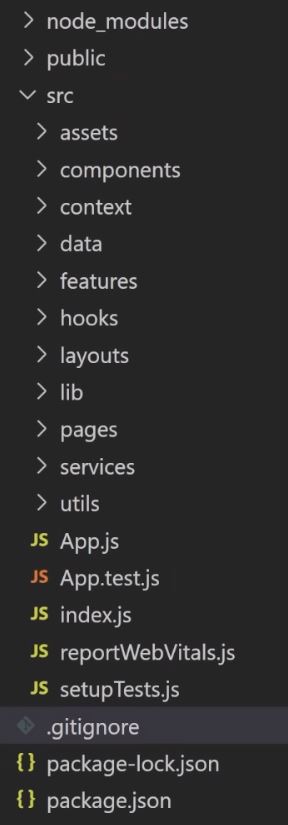 node_modules
public
src
assets
components
context
data
features
hooks
layouts
lib
pages
services
utils
JS App.js
JS App.test.js
JS index.js
JS reportWebVitals.js
JS setupTests.js
.gitignore
{} package-lock.json
{} package.json